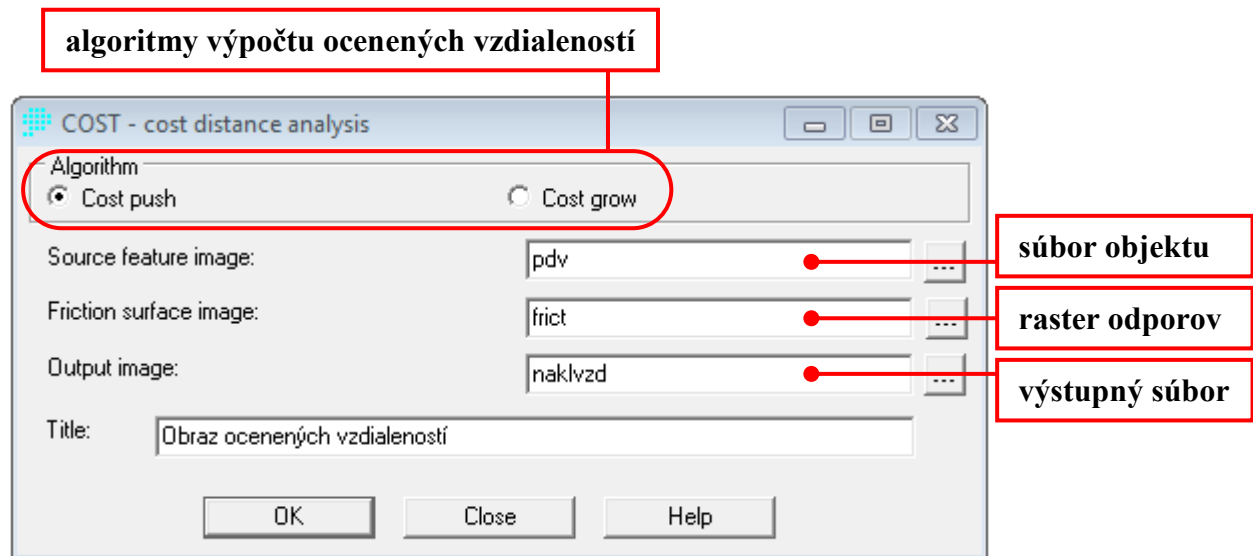 algoritmy výpočtu ocenených vzdialeností
COST - cost distance analysis
Algorithm
Cost push
Cost grow
Source feature image:
pdv
...
súbor objektu
Friction surface image:
frict
...
raster odporov
Output image:
naklvzd
...
výstupný súbor
Title:
Obraz ocenených vzdialeností
OK
Close
Help